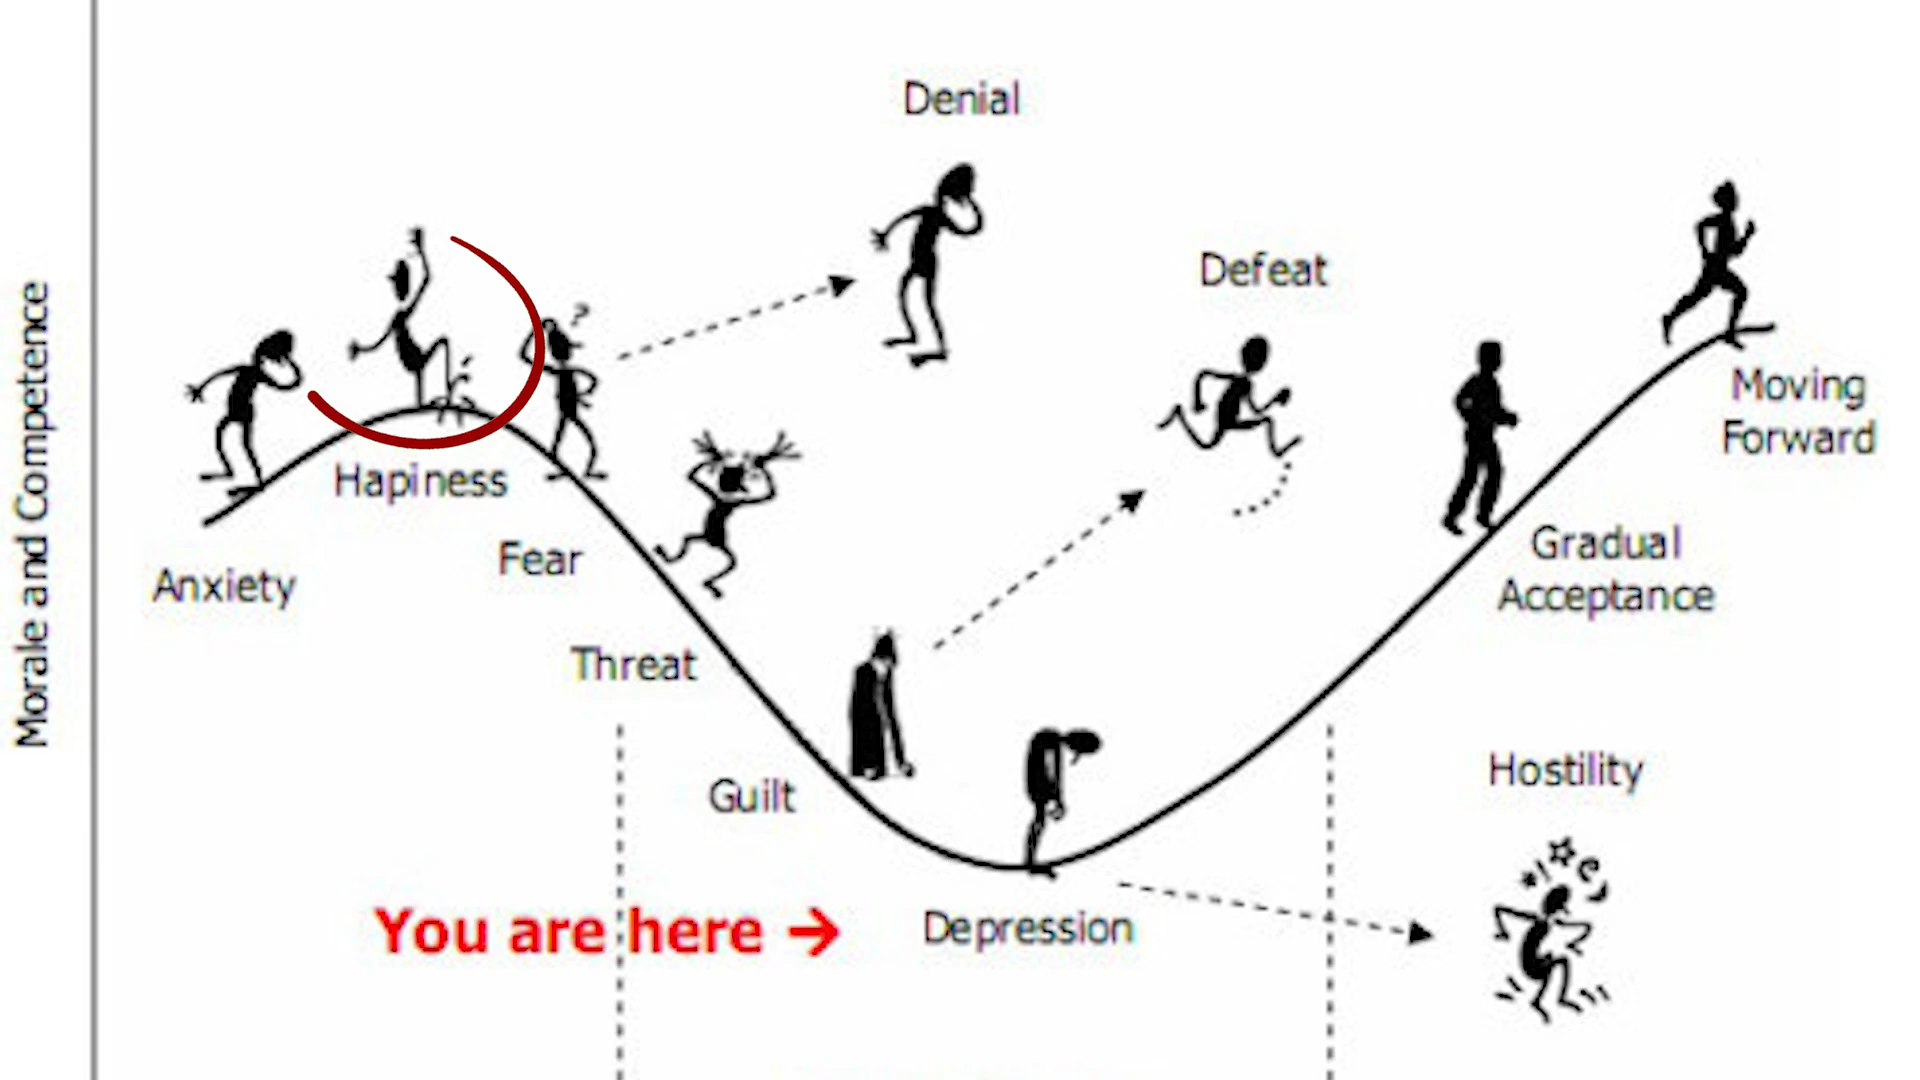 Morale and Competence
Denial
Defeat
?
Moving
Forward
Hapiness
Fear
Anxiety
Gradual
Acceptance
Threat
Guilt
Hostility
You are here →
Depression